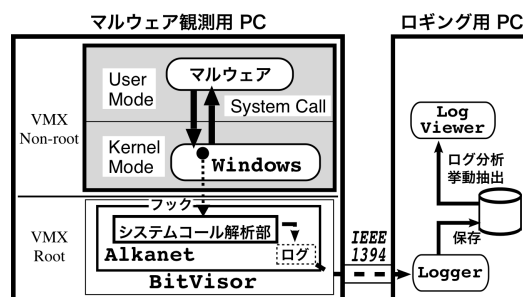 マルウェア観測用 PC
ロギング用 PC
User
Mode
マルウェア
System Call
VMX
Non-root
Kernel
Mode
Windows
Log
Viewer
ログ分析
挙動抽出
フック
システムコール解析部
VMX
Root
Alkanet
ログ
BitVisor
IEEE
1394
保存
Logger